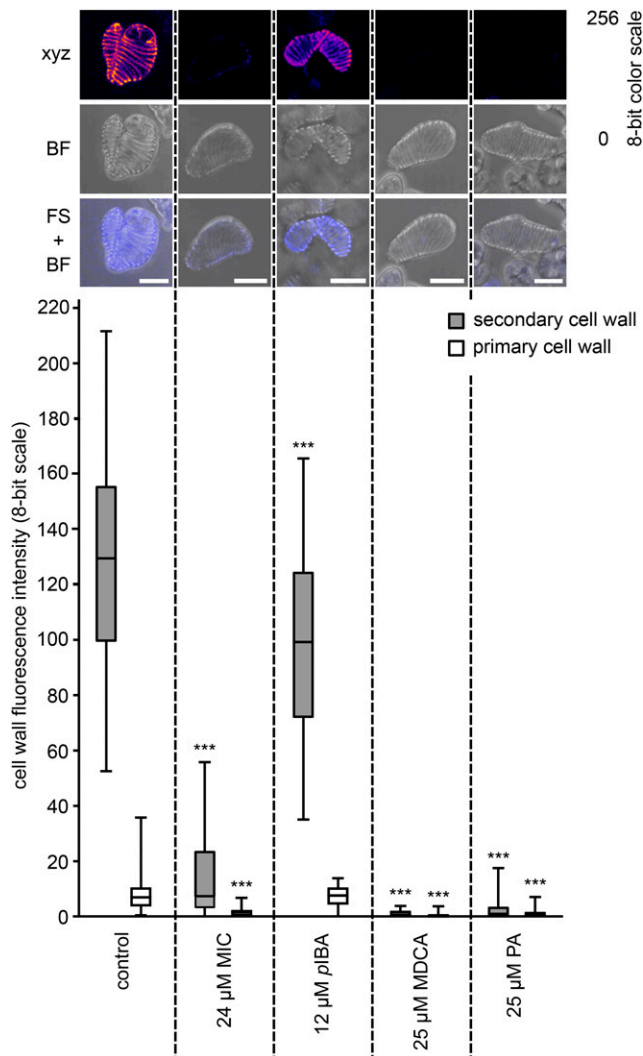 xyz
256
0
8-bit color scale
BF
FS
+
BF
220
secondary cell wall
primary cell wall
200
180
160
140
120
100
80
60
40
20
0
cell wall fluorescence intensity (8-bit scale)
***
***
***
***
***
***
***
control
24 µM MIC
12 µM pIBA
25 µM MDCA
25 µM PA